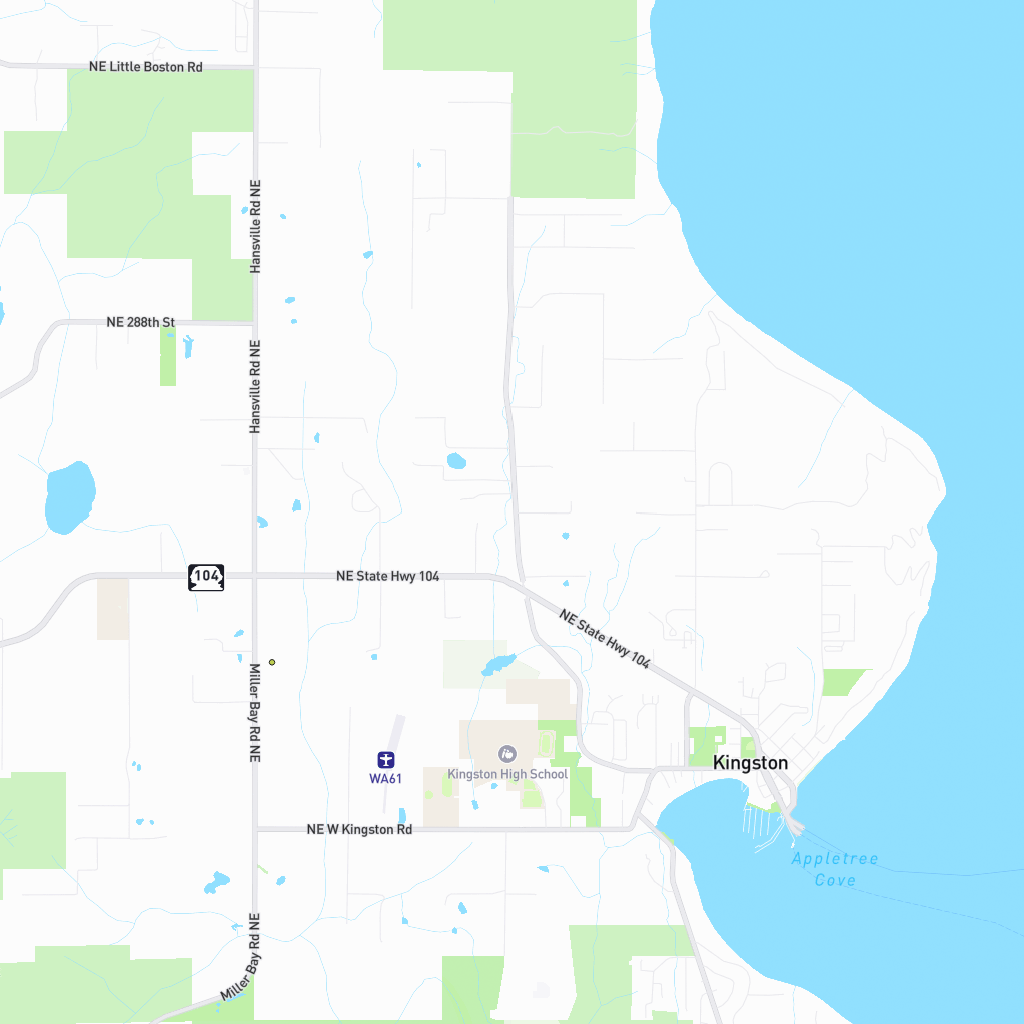 NE Little Boston Rd
Hansville Rd NE
NE 288th St
Hansville Rd NE
104
NE State Hwy 104
NE State Hwy 104
Miller Bay Rd NE
WA61
Kingston High School
Kingston
NE W Kingston Rd
Appletree
Cove
Miller Bay Rd NE